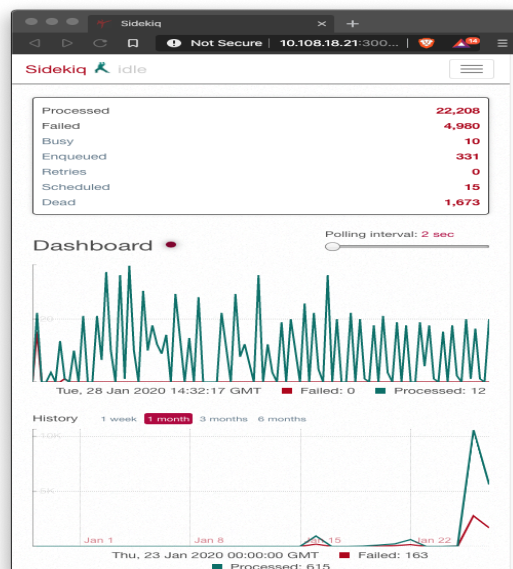 Sidekiq
Not Secure | 10.108.18.21:300... 14
Sidekiq idle
Processed 22,208
Failed 4,980
Busy 10
Enqueued 331
Retries 0
Scheduled 15
Dead 1,673
Dashboard
Polling interval: 2 sec
20
Tue, 28 Jan 2020 14:32:17 GMT Failed: 0 Processed: 12
History 1 week 1 month 3 months 6 months
10K
5K
Jan 1 Jan 8 Jan 15 Jan 22
Thu, 23 Jan 2020 00:00:00 GMT Failed: 163
Processed: 615